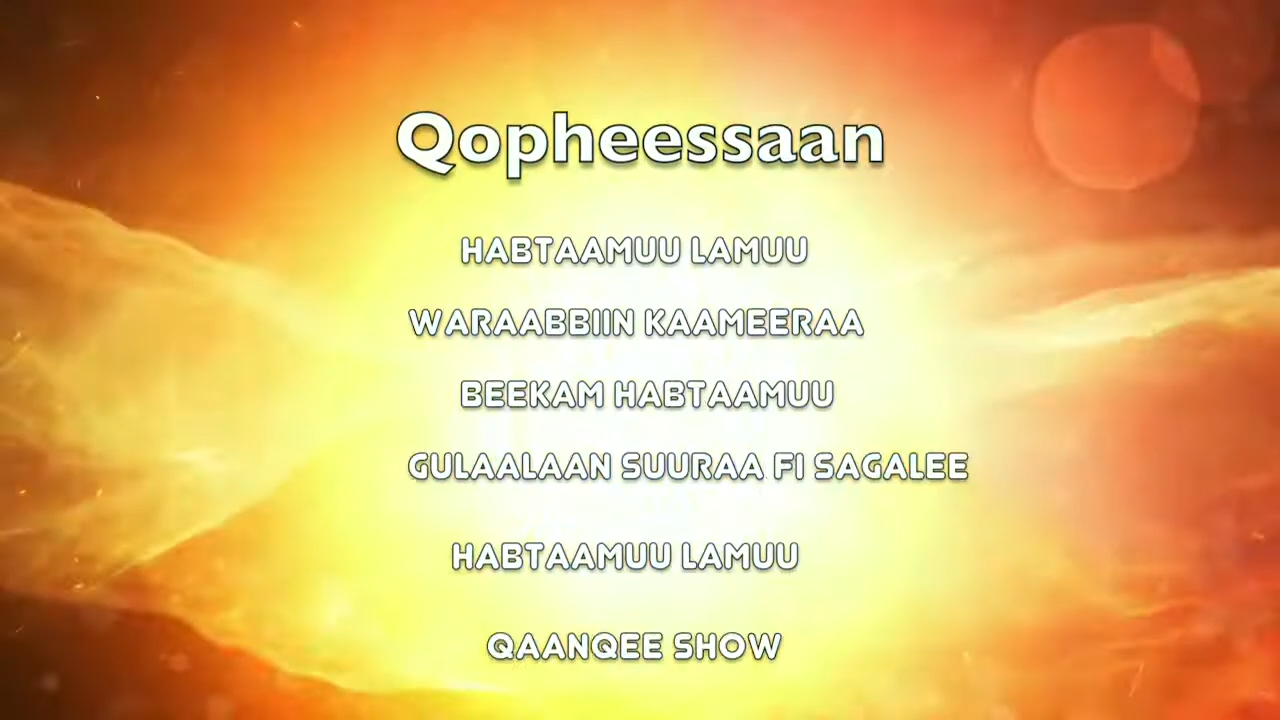 Qopheessaan
HABTAAMUU LAMUU
WARAABBIIN KAAMEERAA
BEEKAM HABTAAMUU
GULAALAAN SUURAA FI SAGALEE
HABTAAMUU LAMUU
QAANQEE SHOW